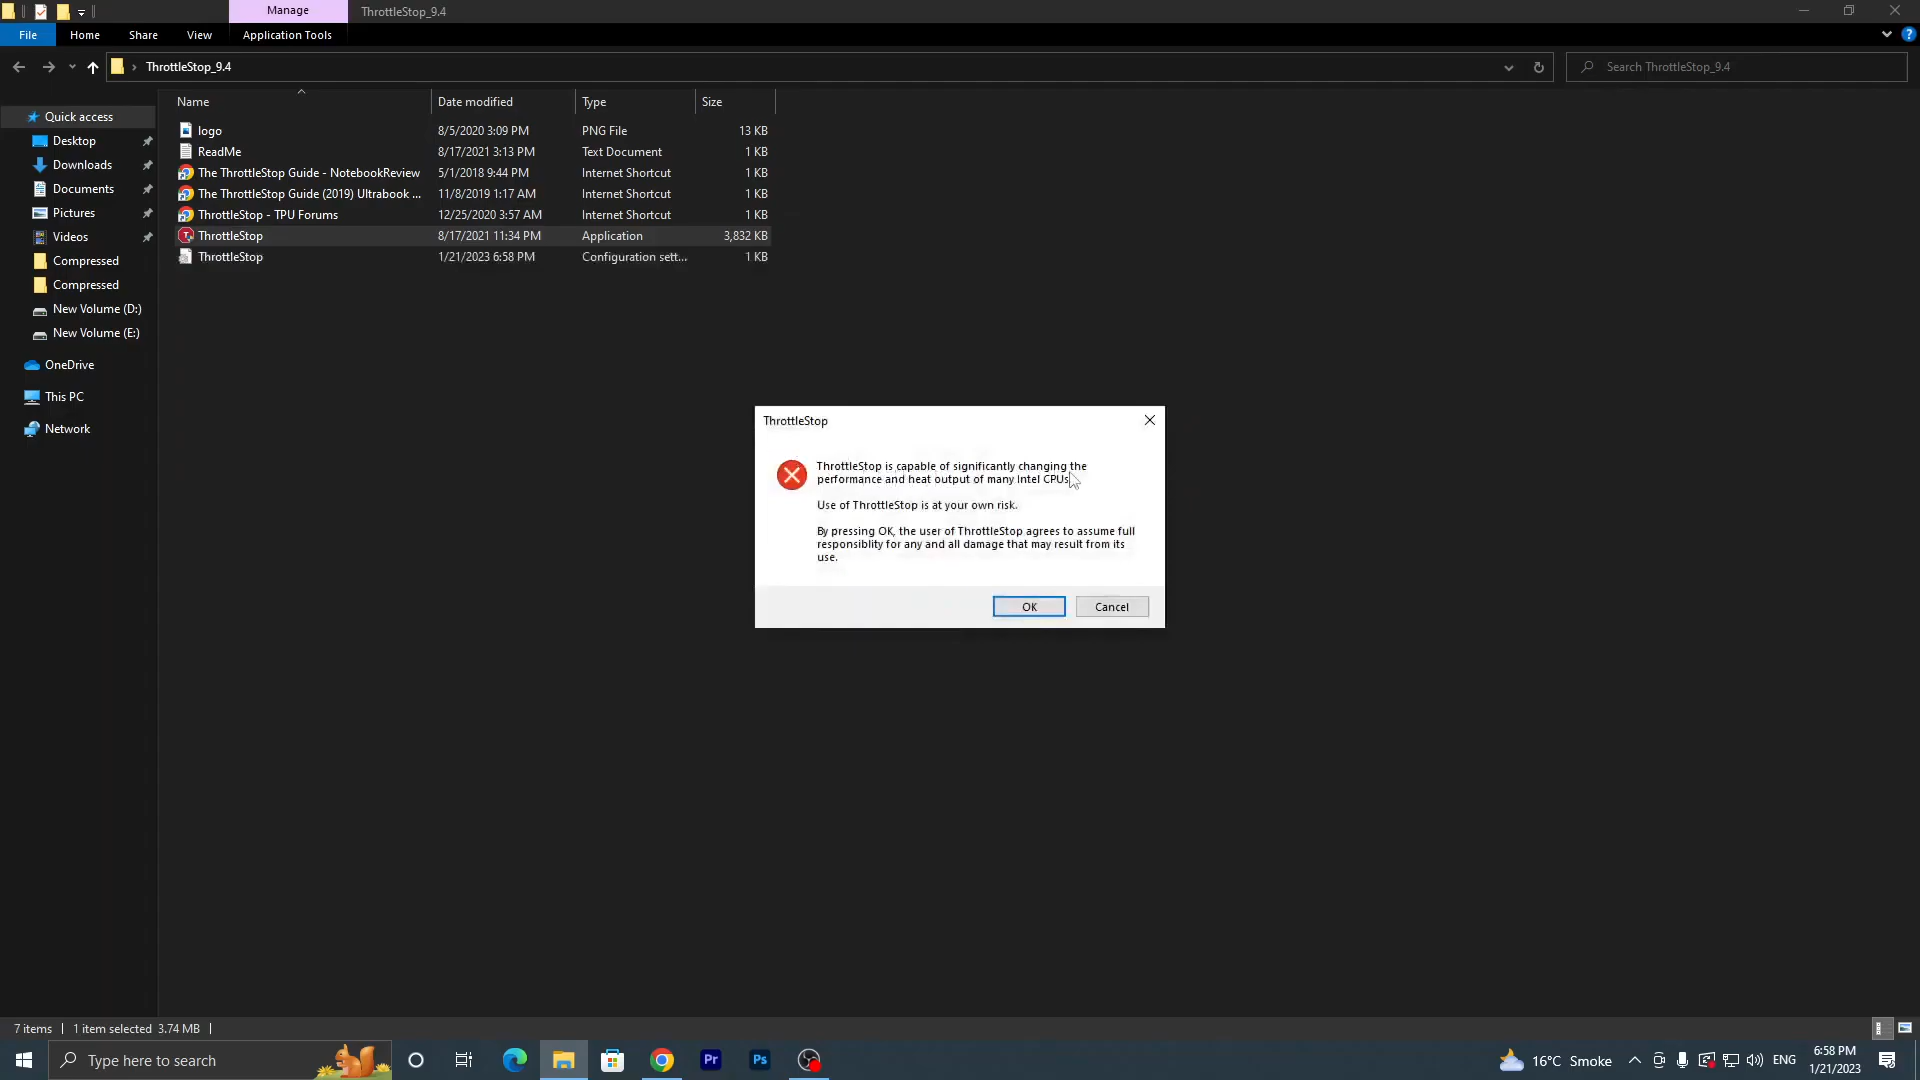 Manage
ThrottleStop_9.4
File
Home
Share
View
Application Tools
ThrottleStop_9.4
Search ThrottleStop_9.4
Name
Date modified
Type
Size
logo
8/5/2020 3:09 PM
PNG File
13 KB
ReadMe
8/17/2021 3:13 PM
Text Document
1 KB
The ThrottleStop Guide - NotebookReview
5/1/2018 9:44 PM
Internet Shortcut
1 KB
The ThrottleStop Guide (2019) Ultrabook ...
11/8/2019 1:17 AM
Internet Shortcut
1 KB
ThrottleStop - TPU Forums
12/25/2020 3:57 AM
Internet Shortcut
1 KB
ThrottleStop
8/17/2021 11:34 PM
Application
3,832 KB
ThrottleStop
1/21/2023 6:58 PM
Configuration sett...
1 KB
Quick access
Desktop
Downloads
Documents
Pictures
Videos
Compressed
Compressed
New Volume (D:)
New Volume (E:)
OneDrive
This PC
Network
ThrottleStop
ThrottleStop is capable of significantly changing the
performance and heat output of many Intel CPUs.
Use of ThrottleStop is at your own risk.
By pressing OK, the user of ThrottleStop agrees to assume full
responsiblity for any and all damage that may result from its
use.
OK
Cancel
7 items
1 item selected 3.74 MB
Type here to search
Pr
Ps
16°C Smoke
ENG
6:58 PM
1/21/2023